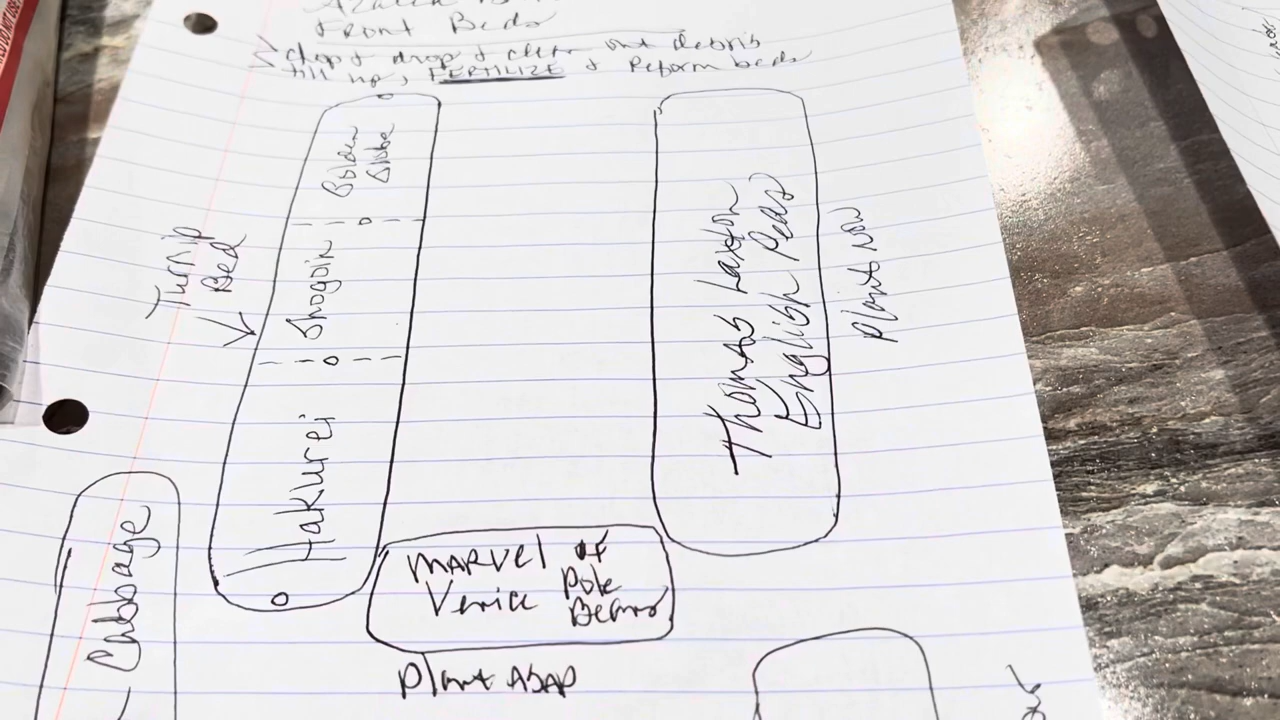 Front Beds
chop & drop & clear out debris
till up, FERTILIZE & Reform beds
Turnip
Bed
Golden
Globe
Shogoin
Hakurei
Thomas Laxton
English Peas
plant now
Cabbage
MARVEl of
Venice Pole
Beans
plant ASAP